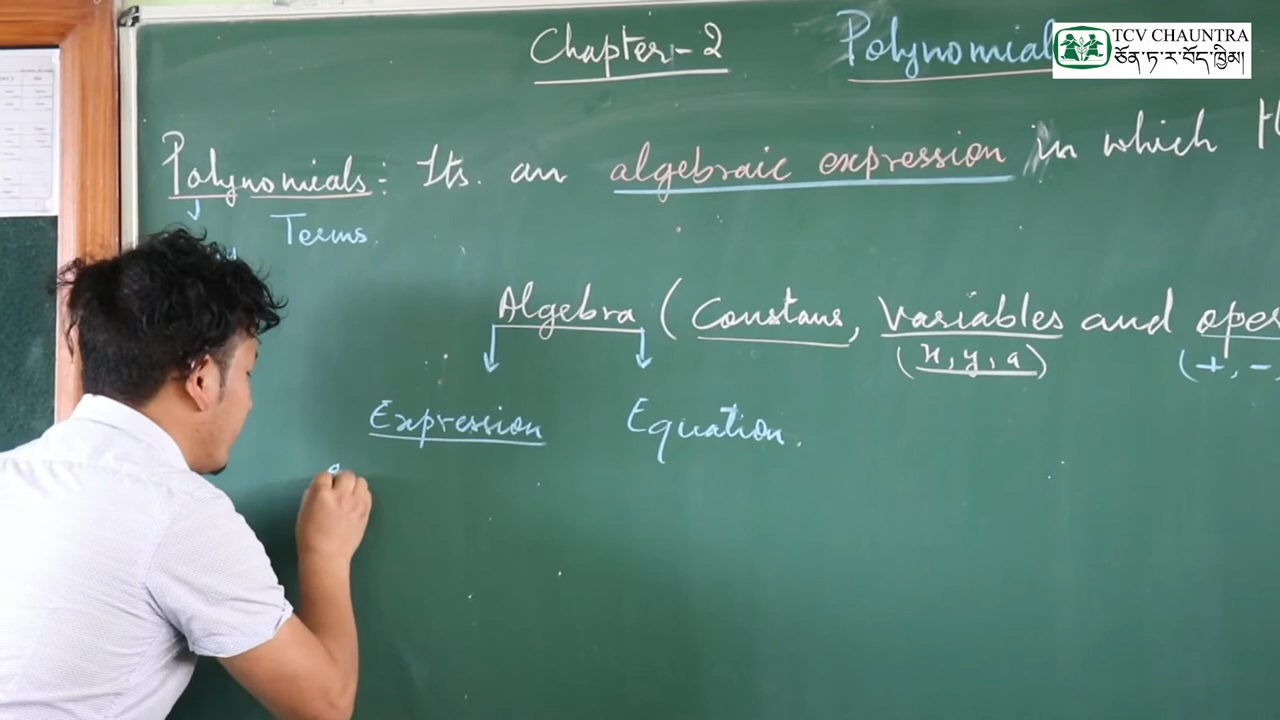 Chapter-2 Polynomial
TCV CHAUNTRA
ཙོན་ཏ་ར་བོད་ཁྱིམ།
Polynomials: Its. an algebraic expression in which
Terms.
Algebra (Constans, Variables and oper
(x, y, a)
(+, -,
Expression Equation.